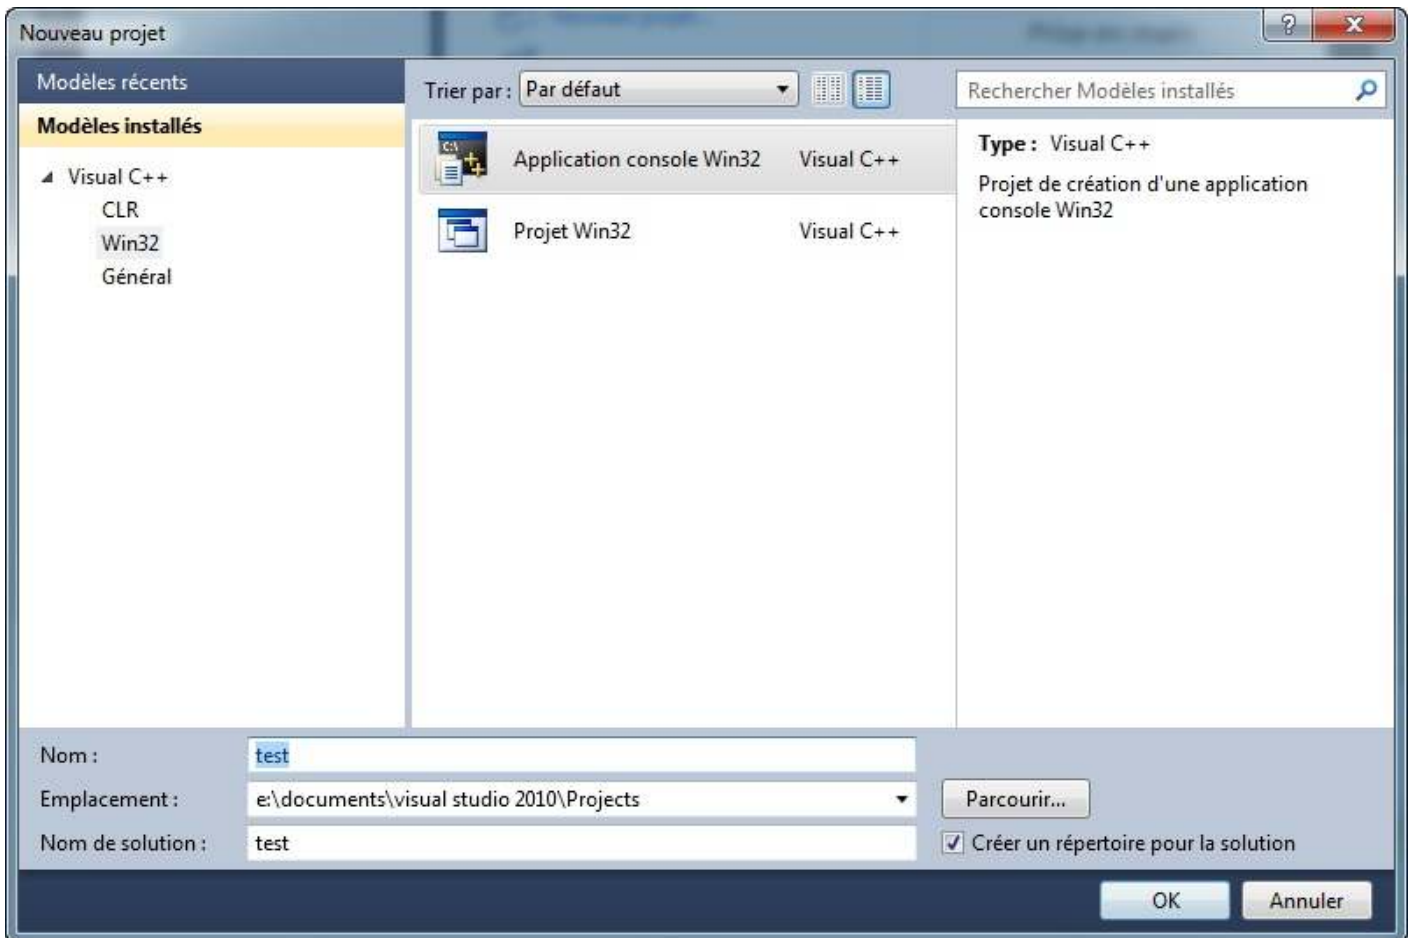 Nouveau projet
Modèles récents
Modèles installés
Visual C++
CLR
Win32
Général
Trier par : Par défaut
Application console Win32 Visual C++
Projet Win32 Visual C++
Rechercher Modèles installés
Type : Visual C++
Projet de création d'une application
console Win32
Nom : test
Emplacement : e:\documents\visual studio 2010\Projects Parcourir...
Nom de solution : test Créer un répertoire pour la solution
OK Annuler